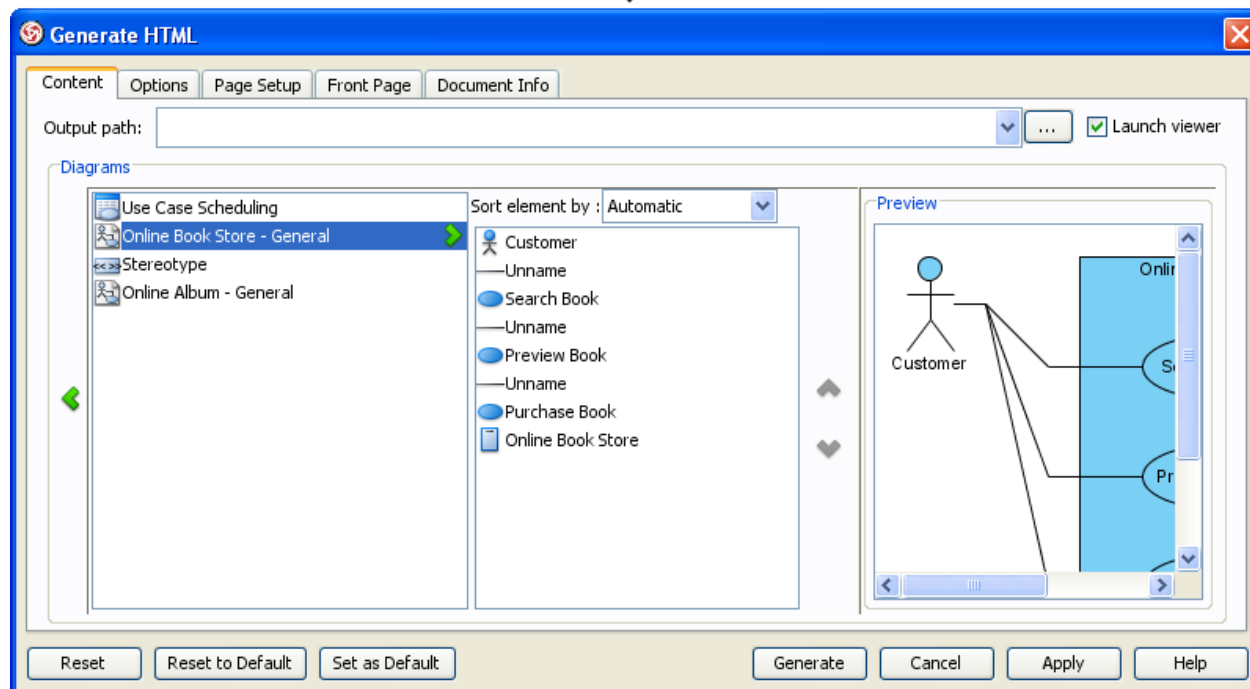 Generate HTML
Content Options Page Setup Front Page Document Info
Output path: ... Launch viewer
Diagrams
Use Case Scheduling
Online Book Store - General
<<>>Stereotype
Online Album - General
Sort element by : Automatic
Customer
Unname
Search Book
Unname
Preview Book
Unname
Purchase Book
Online Book Store
Preview
Customer
Reset Reset to Default Set as Default Generate Cancel Apply Help